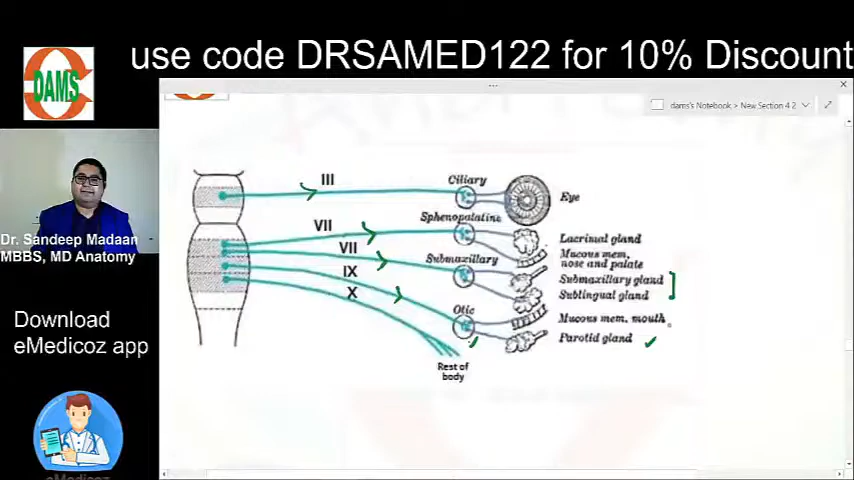 use code DRSAMED122 for 10% Discount
DAMS
dams's Notebook > New Section 4 2
III
Ciliary
Eye
VII
Sphenopalatine
Lacrimal gland
VII
Mucous mem,
nose and palate
Submaxillary
Submaxillary gland
IX
Sublingual gland
X
Otic
Mucous mem. mouth
Parotid gland
Rest of
body
Dr. Sandeep Madaan
MBBS, MD Anatomy
Download
eMedicoz app
eMedicoz